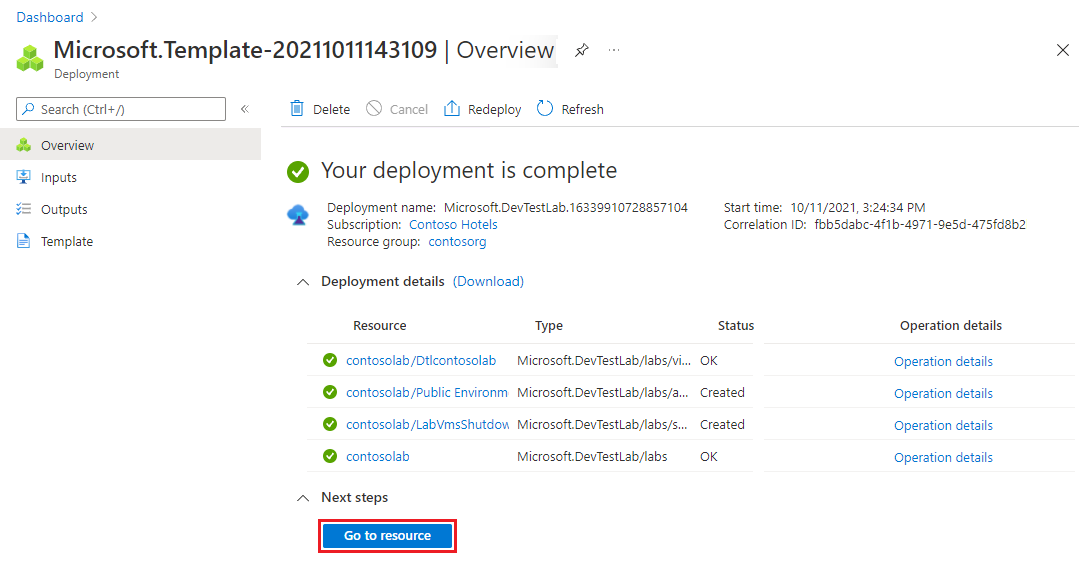 Dashboard
Microsoft.Template-20211011143109 | Overview
Deployment
Search (Ctrl+/)
Delete Cancel Redeploy Refresh
Overview
Inputs
Outputs
Template
Your deployment is complete
Deployment name: Microsoft.DevTestLab.16339910728857104
Subscription: Contoso Hotels
Resource group: contosorg
Start time: 10/11/2021, 3:24:34 PM
Correlation ID: fbb5dabc-4f1b-4971-9e5d-475fd8b2
Deployment details (Download)
Resource Type Status Operation details
contosolab/Dtlcontosolab Microsoft.DevTestLab/labs/vi... OK Operation details
contosolab/Public Environm Microsoft.DevTestLab/labs/a... Created Operation details
contosolab/LabVmsShutdow Microsoft.DevTestLab/labs/s... Created Operation details
contosolab Microsoft.DevTestLab/labs OK Operation details
Next steps
Go to resource